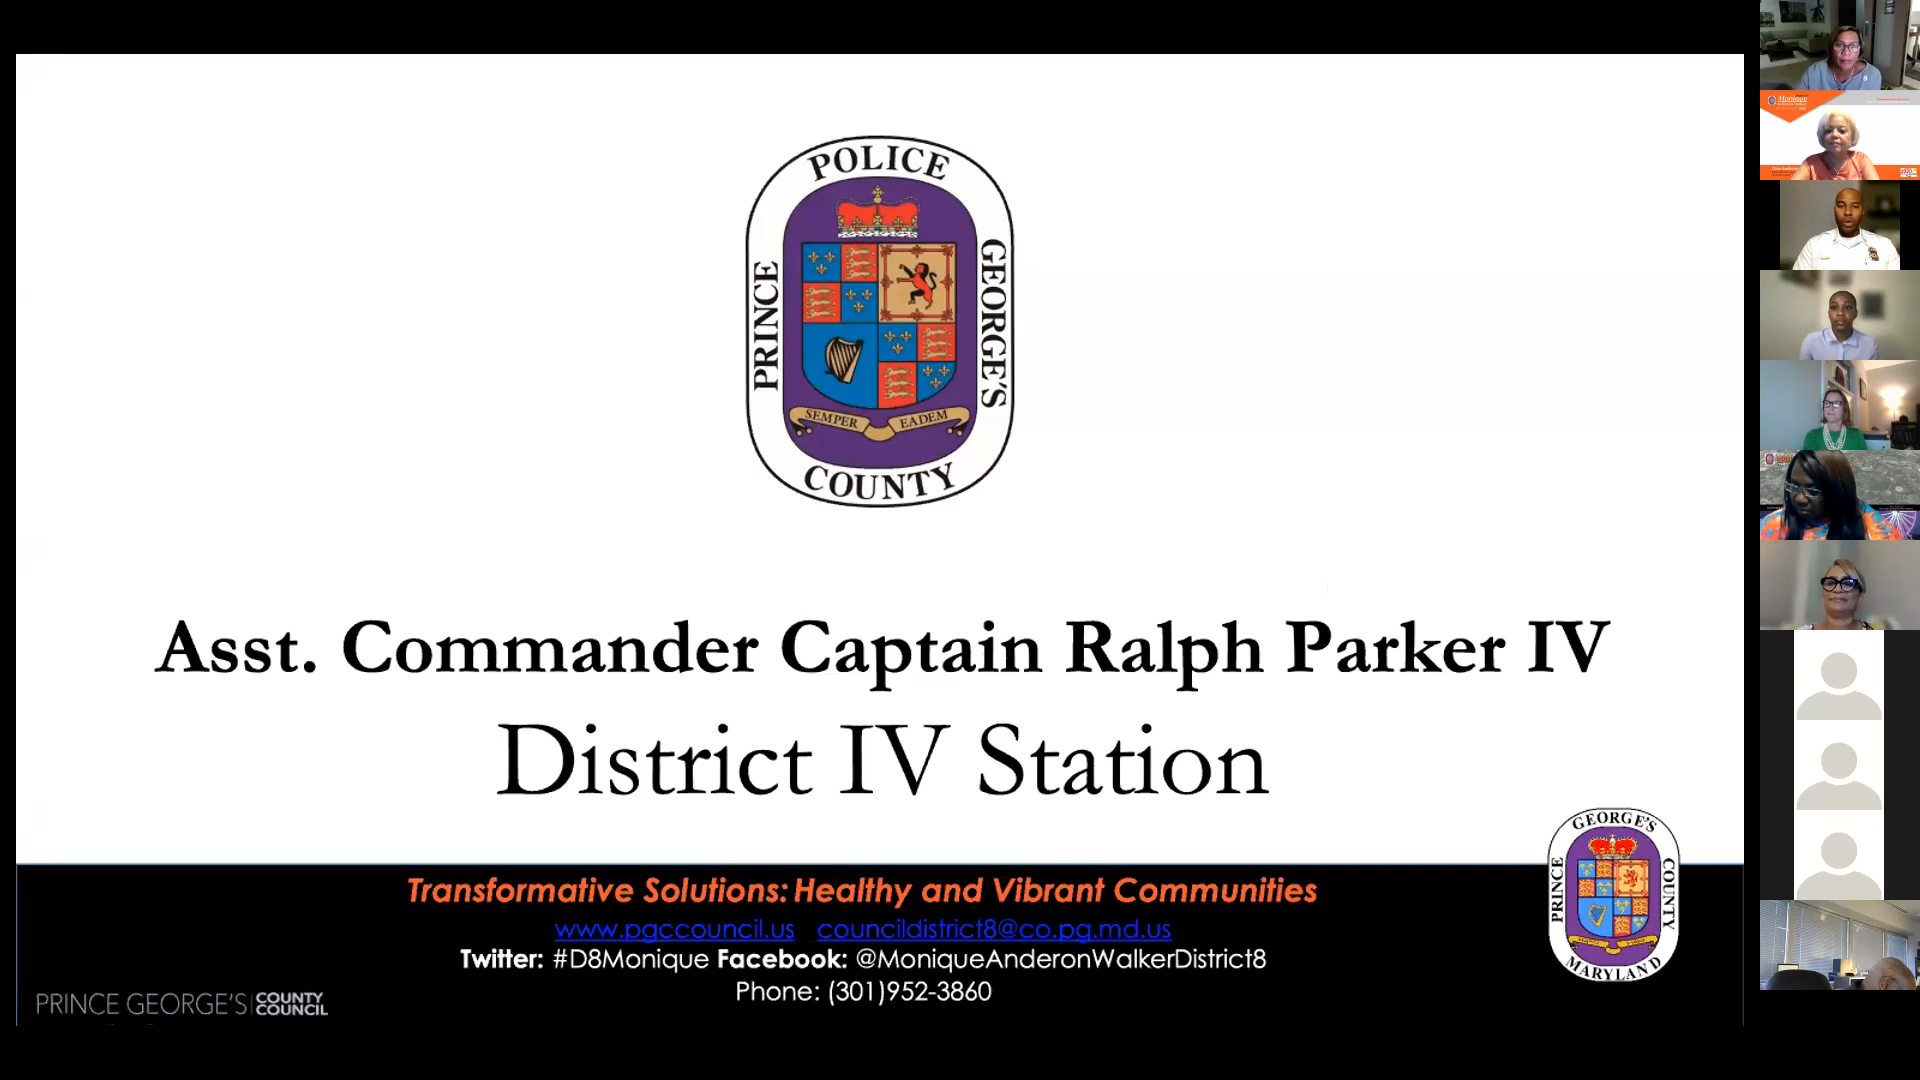 POLICE
PRINCE
GEORGE'S
SEMPER EADEM
COUNTY
Asst. Commander Captain Ralph Parker IV
District IV Station
Transformative Solutions: Healthy and Vibrant Communities
www.pgccouncil.us councildistrict8@co.pg.md.us
Twitter: #D8Monique Facebook: @MoniqueAnderonWalkerDistrict8
Phone: (301)952-3860
PRINCE GEORGE'S COUNTY
COUNCIL
GEORGE'S
PRINCE
COUNTY
MARYLAND
Monique